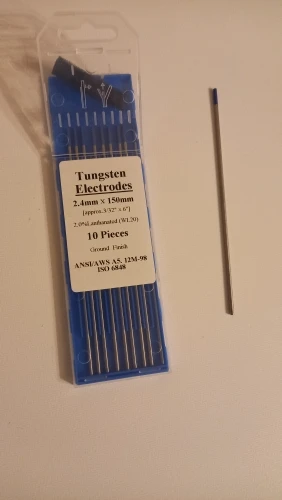 Tungsten
Electrodes
2.4mm x 150mm
[approx.3/32" × 6"]
2.0%Lanthanated (WL20)
10 Pieces
Ground Finish
ANSI/AWS A5. 12M-98
ISO 6848